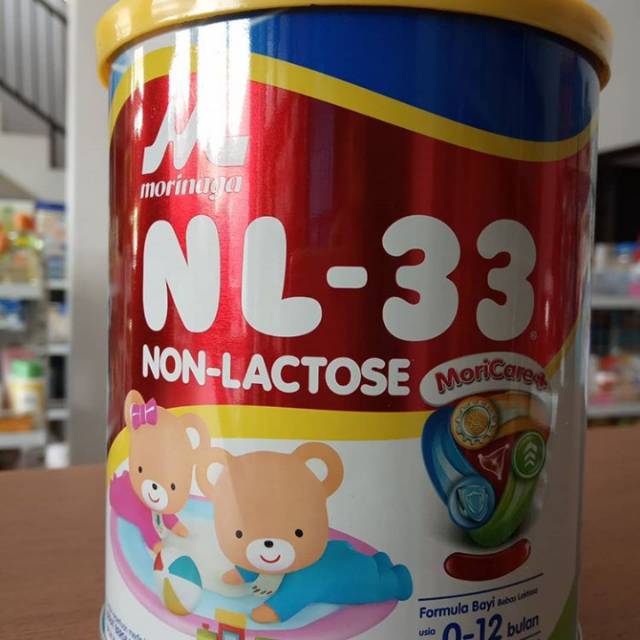 morinaga
NL-33
NON-LACTOSE
MoriCare+
Formula Bayi Bebas Laktosa
usia 0-12 bulan